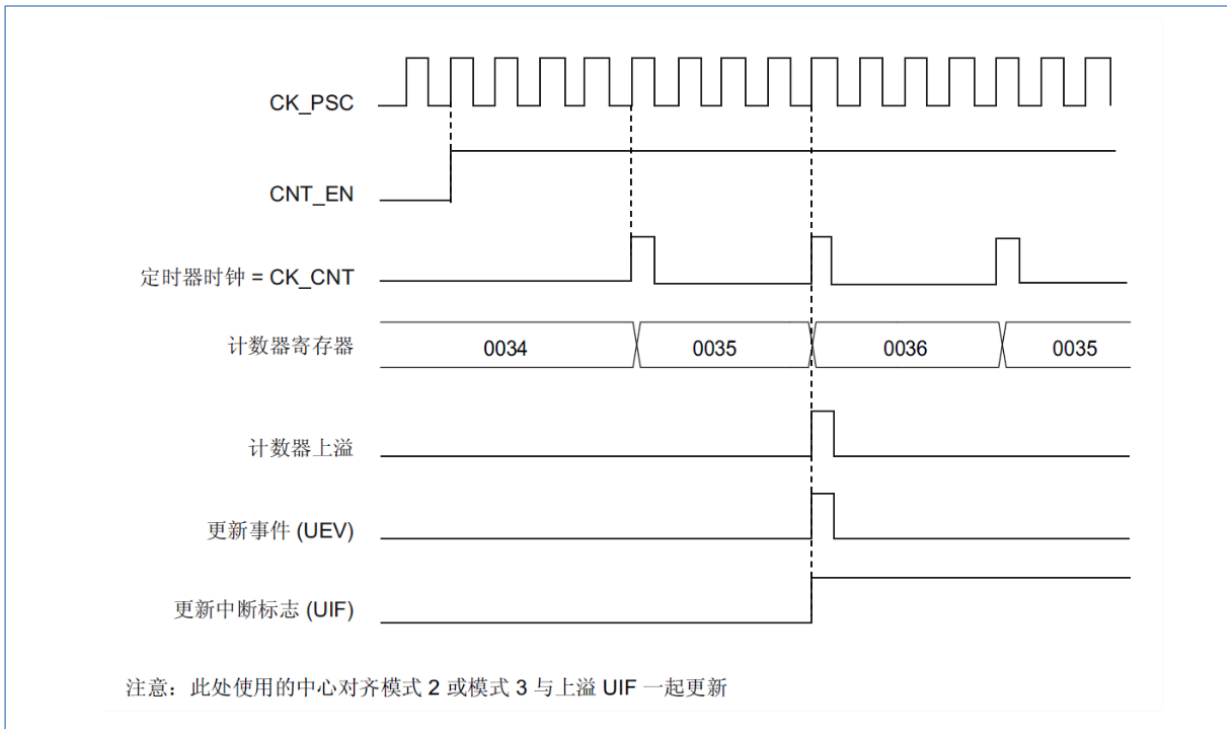 CK_PSC
CNT_EN
定时器时钟 = CK_CNT
计数器寄存器 0034 0035 0036 0035
计数器上溢
更新事件 (UEV)
更新中断标志 (UIF)
注意：此处使用的中心对齐模式 2 或模式 3 与上溢 UIF 一起更新